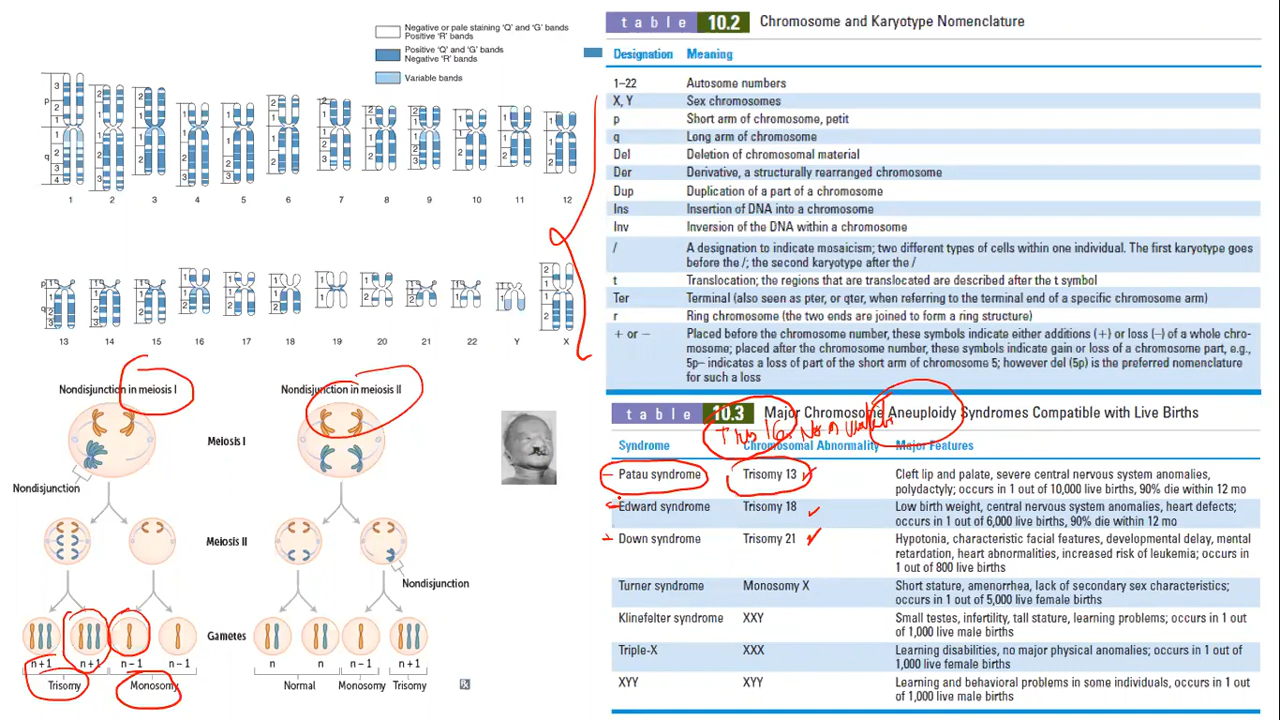 Negative or pale staining 'Q' and 'G' bands
Positive 'R' bands
Positive 'Q' and 'G' bands
Negative 'R' bands
Variable bands
p
q
1 2 3 4 5 6 7 8 9 10 11 12
p
q
13 14 15 16 17 18 19 20 21 22 Y X
Nondisjunction in meiosis I
Nondisjunction in meiosis II
Meiosis I
Nondisjunction
Meiosis II
Nondisjunction
Gametes
n+1 n+1 n−1 n−1
n n n−1 n+1
Trisomy Monosomy
Normal Monosomy Trisomy
table 10.2 Chromosome and Karyotype Nomenclature
Designation Meaning
1–22 Autosome numbers
X, Y Sex chromosomes
p Short arm of chromosome, petit
q Long arm of chromosome
Del Deletion of chromosomal material
Der Derivative, a structurally rearranged chromosome
Dup Duplication of a part of a chromosome
Ins Insertion of DNA into a chromosome
Inv Inversion of the DNA within a chromosome
/ A designation to indicate mosaicism; two different types of cells within one individual. The first karyotype goes
before the /; the second karyotype after the /
t Translocation; the regions that are translocated are described after the t symbol
Ter Terminal (also seen as pter, or qter, when referring to the terminal end of a specific chromosome arm)
r Ring chromosome (the two ends are joined to form a ring structure)
+ or − Placed before the chromosome number, these symbols indicate either additions (+) or loss (−) of a whole chro-
mosome; placed after the chromosome number, these symbols indicate gain or loss of a chromosome part, e.g.,
5p− indicates a loss of part of the short arm of chromosome 5; however del (5p) is the preferred nomenclature
for such a loss
table 10.3 Major Chromosome Aneuploidy Syndromes Compatible with Live Births
Syndrome Chromosomal Abnormality Major Features
Patau syndrome Trisomy 13 Cleft lip and palate, severe central nervous system anomalies,
polydactyly; occurs in 1 out of 10,000 live births, 90% die within 12 mo
Edward syndrome Trisomy 18 Low birth weight, central nervous system anomalies, heart defects;
occurs in 1 out of 6,000 live births, 90% die within 12 mo
Down syndrome Trisomy 21 Hypotonia, characteristic facial features, developmental delay, mental
retardation, heart abnormalities, increased risk of leukemia; occurs in
1 out of 800 live births
Turner syndrome Monosomy X Short stature, amenorrhea, lack of secondary sex characteristics;
occurs in 1 out of 5,000 live female births
Klinefelter syndrome XXY Small testes, infertility, tall stature, learning problems; occurs in 1 out
of 1,000 live male births
Triple-X XXX Learning disabilities, no major physical anomalies; occurs in 1 out of
1,000 live female births
XYY XYY Learning and behavioral problems in some individuals, occurs in 1 out
of 1,000 live male births